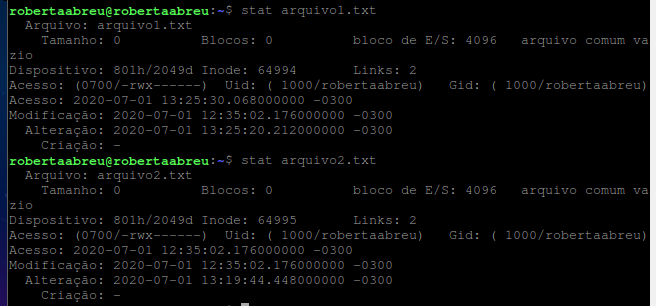 robertaabreu@robertaabreu:~$ stat arquivo1.txt
  Arquivo: arquivo1.txt
    Tamanho: 0          Blocos: 0          bloco de E/S: 4096   arquivo comum va
zio
Dispositivo: 801h/2049d Inode: 64994       Links: 2
Acesso: (0700/-rwx------)  Uid: ( 1000/robertaabreu)   Gid: ( 1000/robertaabreu)
Acesso: 2020-07-01 13:25:30.068000000 -0300
Modificação: 2020-07-01 12:35:02.176000000 -0300
  Alteração: 2020-07-01 13:25:20.212000000 -0300
    Criação: -
robertaabreu@robertaabreu:~$ stat arquivo2.txt
  Arquivo: arquivo2.txt
    Tamanho: 0          Blocos: 0          bloco de E/S: 4096   arquivo comum va
zio
Dispositivo: 801h/2049d Inode: 64995       Links: 2
Acesso: (0700/-rwx------)  Uid: ( 1000/robertaabreu)   Gid: ( 1000/robertaabreu)
Acesso: 2020-07-01 12:35:02.176000000 -0300
Modificação: 2020-07-01 12:35:02.176000000 -0300
  Alteração: 2020-07-01 13:19:44.448000000 -0300
    Criação: -